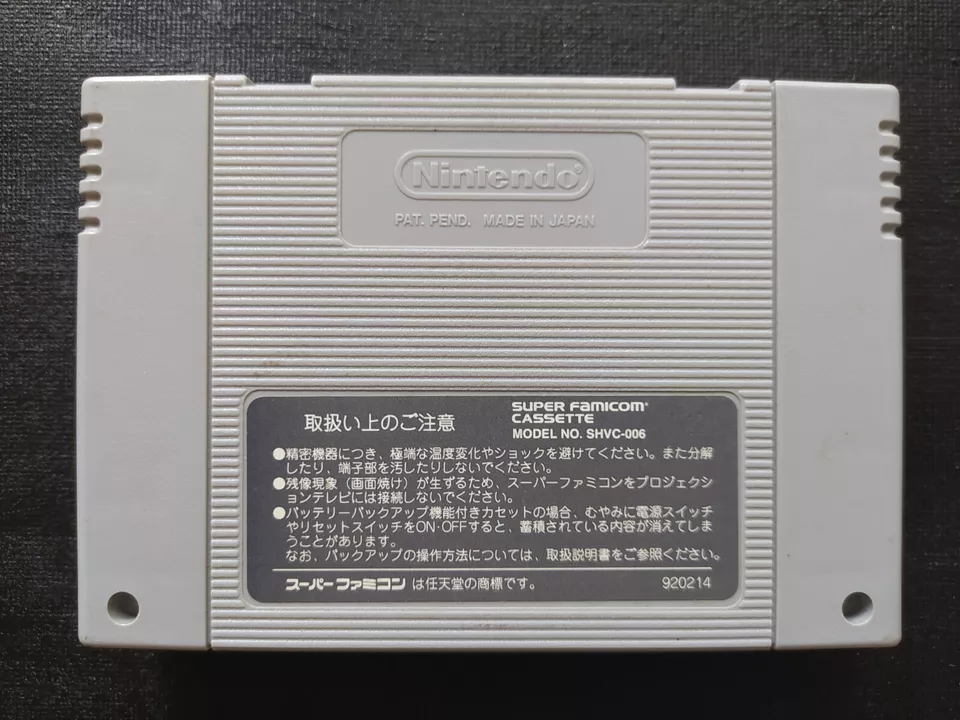 Nintendo®
PAT. PEND. MADE IN JAPAN
取扱い上のご注意
SUPER FAMICOM®
CASSETTE
MODEL NO. SHVC-006
●精密機器につき、極端な温度変化やショックを避けてください。また分解
したり、端子部を汚したりしないでください。
●残像現象（画面焼け）が生ずるため、スーパーファミコンをプロジェクシ
ョンテレビには接続しないでください。
●バッテリーバックアップ機能付きカセットの場合、むやみに電源スイッチ
やリセットスイッチをON·OFFすると、蓄積されている内容が消えてしま
うことがあります。
なお、バックアップの操作方法については、取扱説明書をご参照ください。
スーパーファミコン は任天堂の商標です。
920214